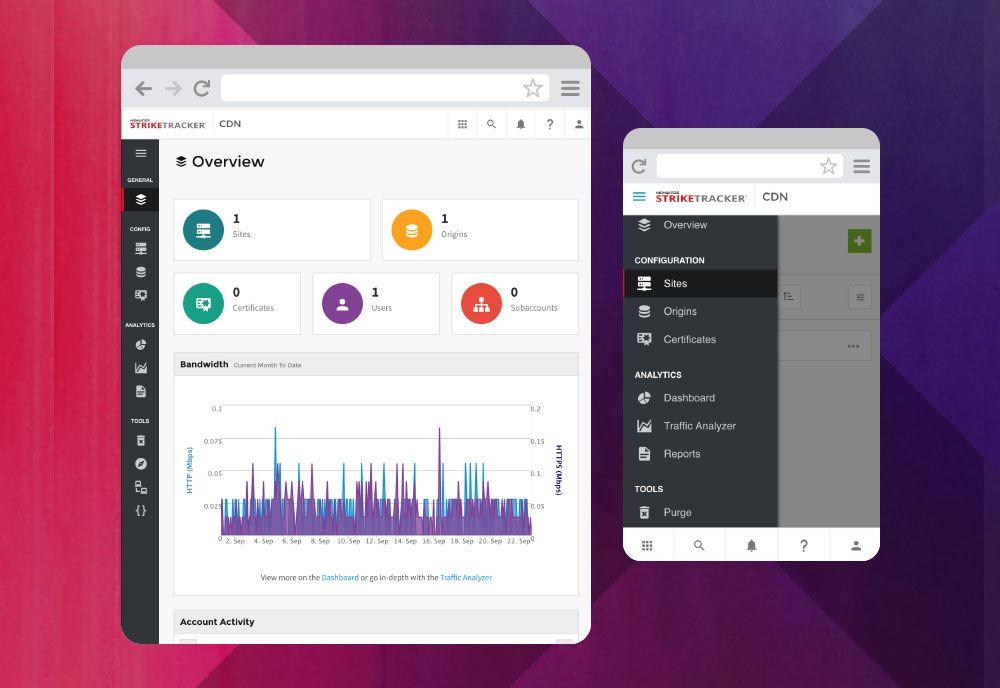 HIGHWINDS
STRIKETRACKER CDN
GENERAL
CONFIG
ANALYTICS
TOOLS
Overview
1
Sites
1
Origins
0
Certificates
1
Users
0
Subaccounts
Bandwidth Current Month To Date
HTTP (Mbps)
0.1
0.075
0.05
0.025
0
0.2
0.15
0.1
0.05
0
HTTPS (Mbps)
2. Sep 4. Sep 6. Sep 8. Sep 10. Sep 12. Sep 14. Sep 16. Sep 18. Sep 20. Sep 22. Sep
View more on the Dashboard or go in-depth with the Traffic Analyzer
Account Activity
HIGHWINDS
STRIKETRACKER CDN
Overview
CONFIGURATION
Sites
Origins
Certificates
ANALYTICS
Dashboard
Traffic Analyzer
Reports
TOOLS
Purge